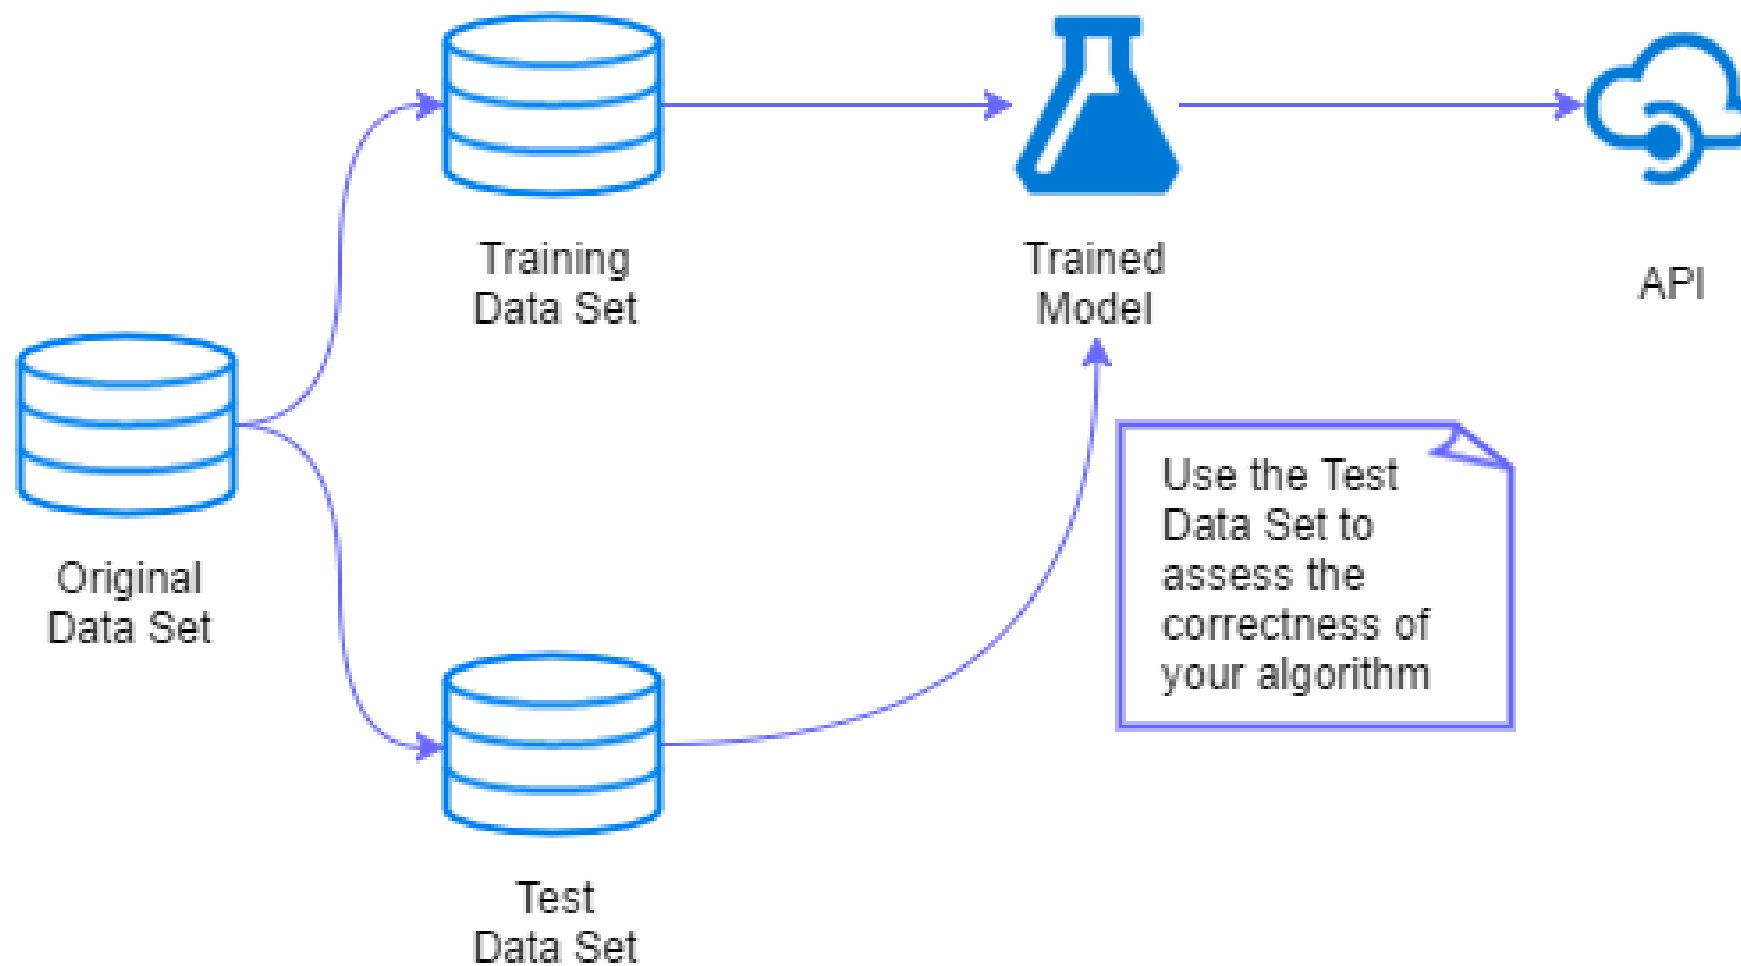 Training
Data Set
Trained
Model
API
Original
Data Set
Use the Test
Data Set to
assess the
correctness of
your algorithm
Test
Data Set